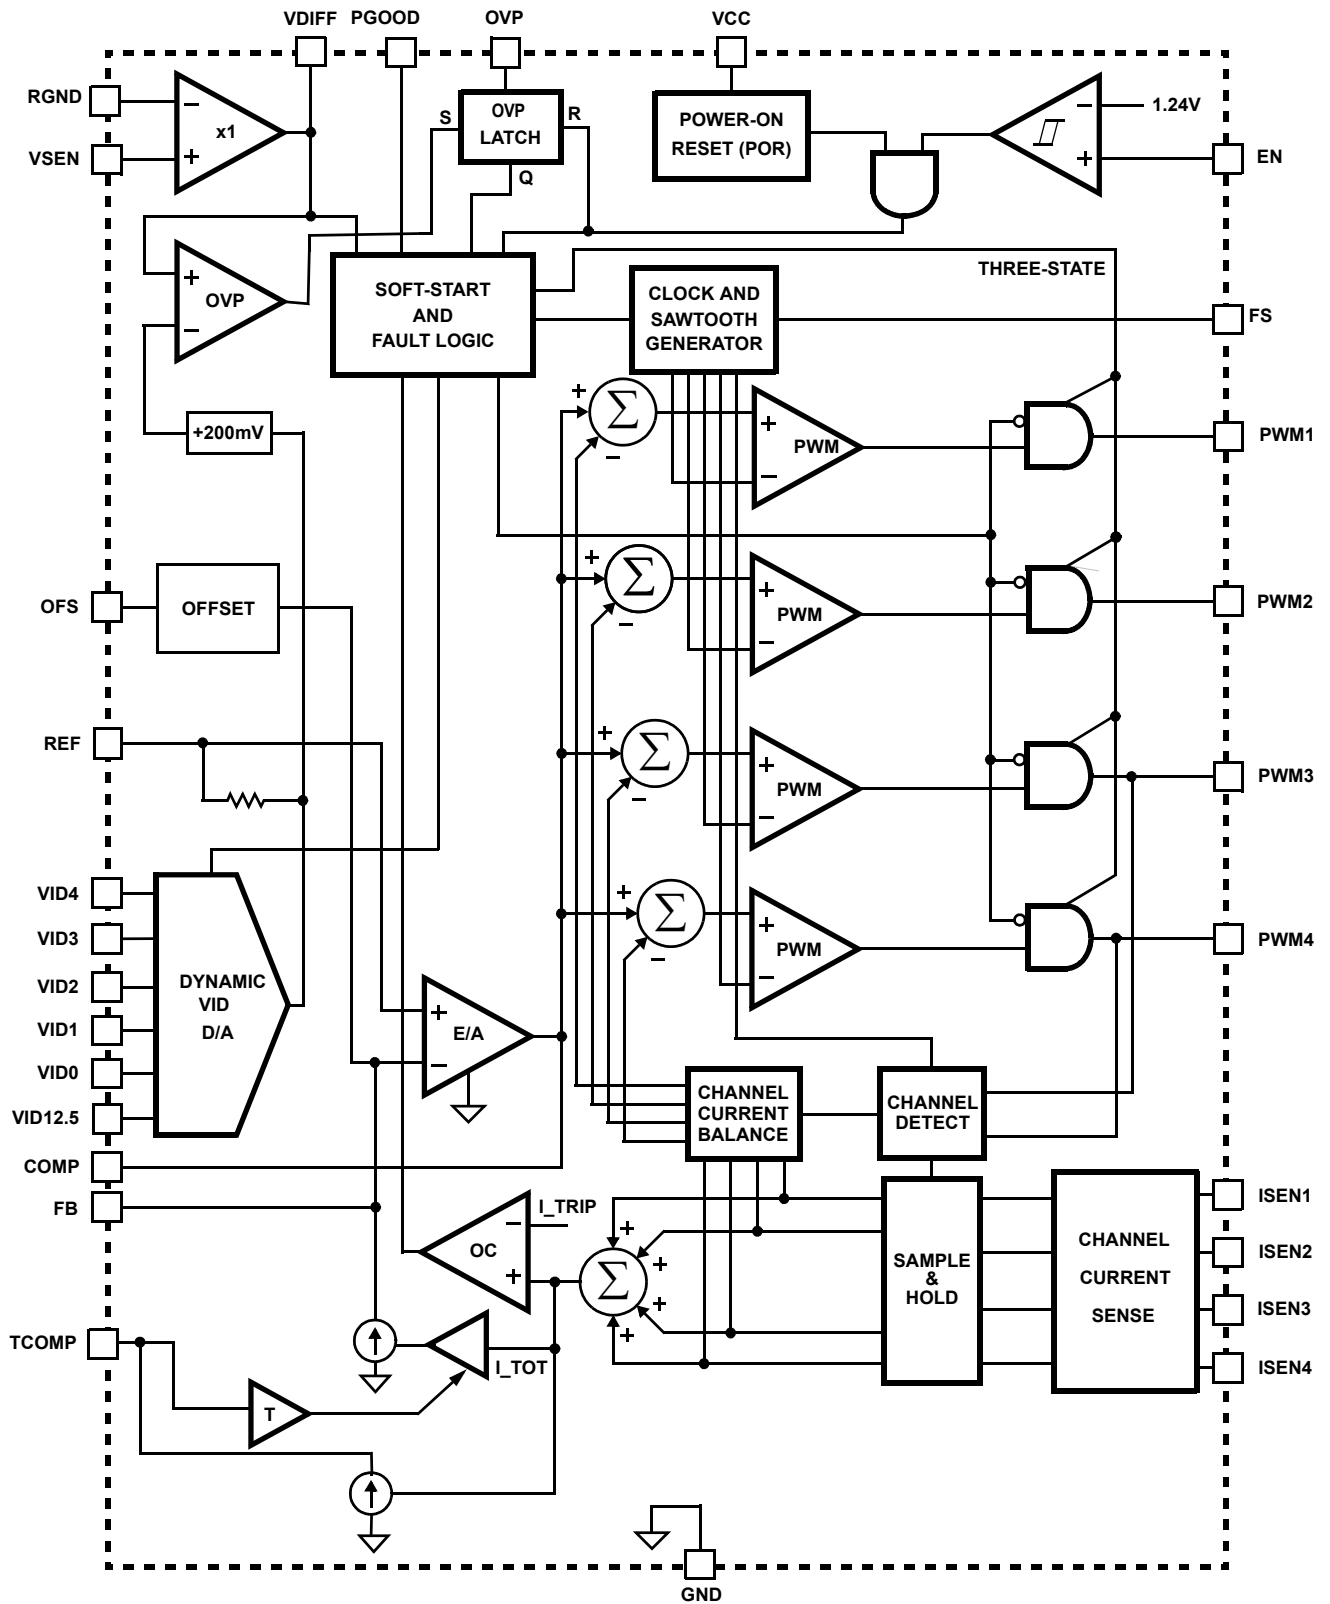 VDIFF PGOOD OVP VCC
RGND
VSEN
− x1 +
S
OVP
LATCH
R
Q
POWER-ON
RESET (POR)
− 1.24V
+
EN
+ OVP −
SOFT-START
AND
FAULT LOGIC
THREE-STATE
CLOCK AND
SAWTOOTH
GENERATOR
FS
+200mV
+ Σ −
+ PWM −
PWM1
OFS
OFFSET
+ Σ −
+ PWM −
PWM2
REF
+ Σ −
+ PWM −
PWM3
VID4
VID3
VID2
VID1
VID0
VID12.5
DYNAMIC
VID
D/A
+ Σ −
+ PWM −
PWM4
+ E/A −
CHANNEL
CURRENT
BALANCE
CHANNEL
DETECT
COMP
FB
− I_TRIP
OC
+
+ + Σ + +
SAMPLE
&
HOLD
CHANNEL
CURRENT
SENSE
ISEN1
ISEN2
ISEN3
ISEN4
TCOMP
I_TOT
T
GND